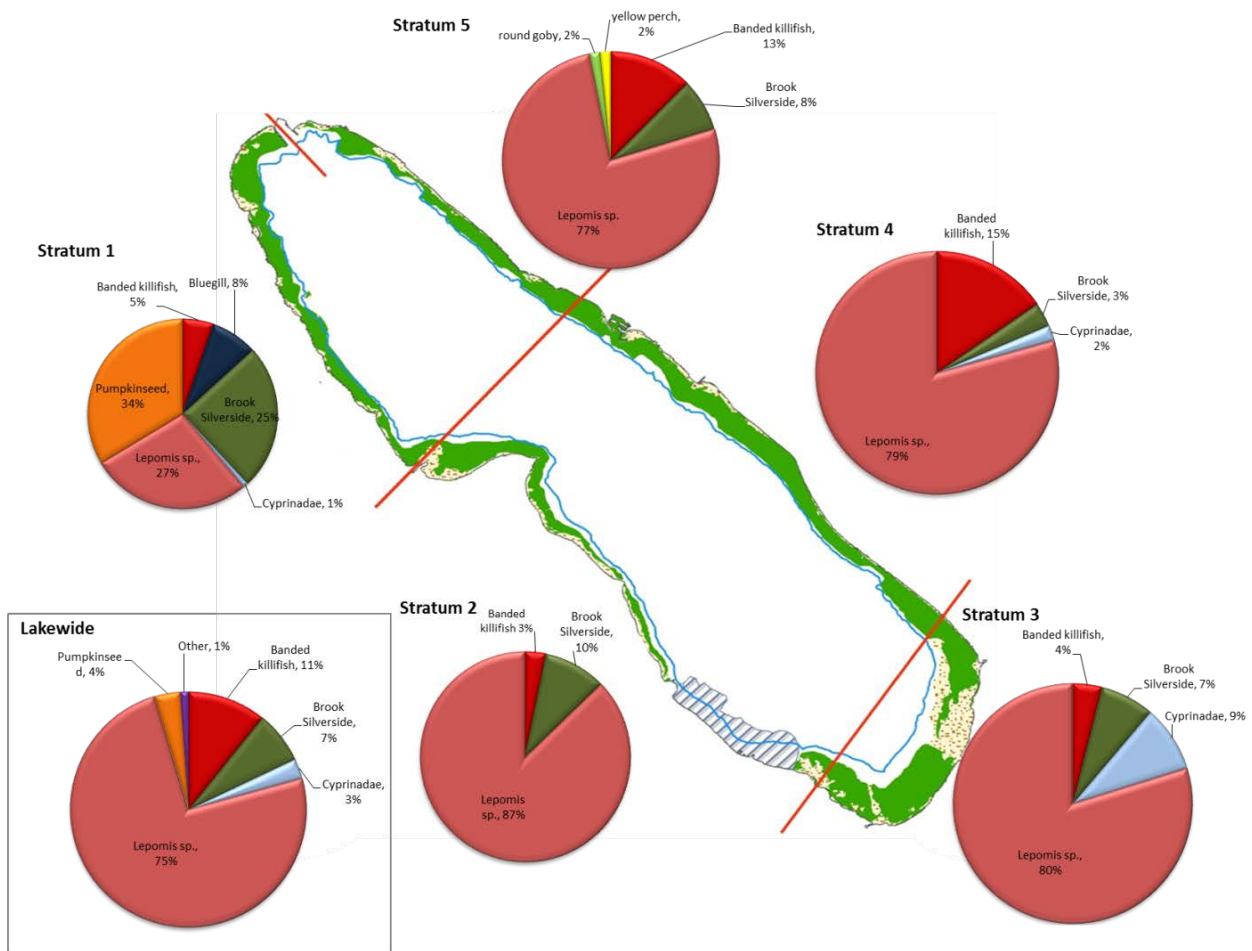 Stratum 5
round goby, 2%
yellow perch,
2%
Banded killifish
13%
Brook
Silverside, 8%
Lepomis sp.
77%
Stratum 4
Banded
killifish, 15%
Brook
Silverside, 3%
Cyprinadae,
2%
Lepomis sp.,
79%
Stratum 1
Banded killifish,
5%
Bluegill, 8%
Pumpkinseed,
34%
Brook
Silverside, 25%
Lepomis sp.,
27%
Cyprinadae, 1%
Stratum 2
Banded
killifish 3%
Brook
Silverside,
10%
Lepomis
sp., 87%
Stratum 3
Banded killifish,
4%
Brook
Silverside, 7%
Cyprinadae, 9%
Lepomis sp.,
80%
Lakewide
Pumpkinsee
d, 4%
Other, 1%
Banded
killifish, 11%
Brook
Silverside,
7%
Cyprinadae,
3%
Lepomis sp.,
75%